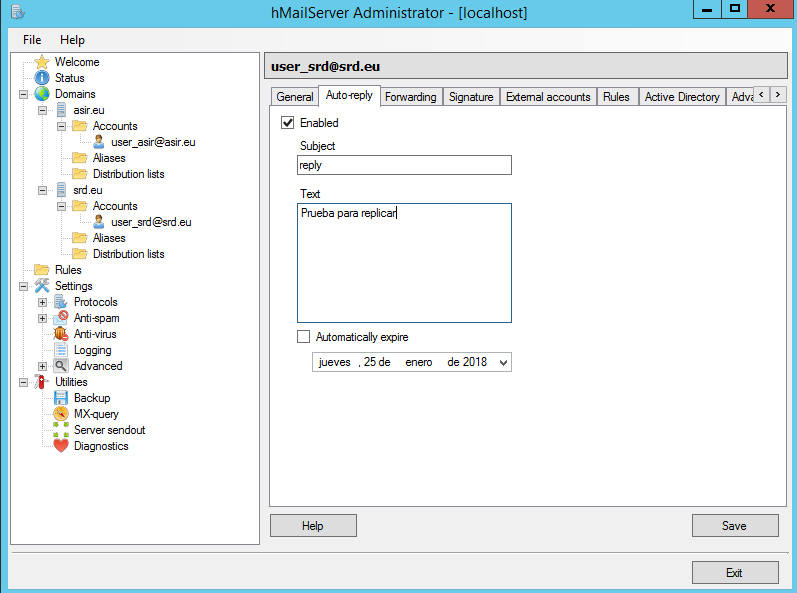 hMailServer Administrator - [localhost]
File Help
Welcome
Status
Domains
asir.eu
Accounts
user_asir@asir.eu
Aliases
Distribution lists
srd.eu
Accounts
user_srd@srd.eu
Aliases
Distribution lists
Rules
Settings
Protocols
Anti-spam
Anti-virus
Logging
Advanced
Utilities
Backup
MX-query
Server sendout
Diagnostics
user_srd@srd.eu
General Auto-reply Forwarding Signature External accounts Rules Active Directory Adva
Enabled
Subject
reply
Text
Prueba para replicar
Automatically expire
jueves , 25 de enero de 2018
Help Save
Exit